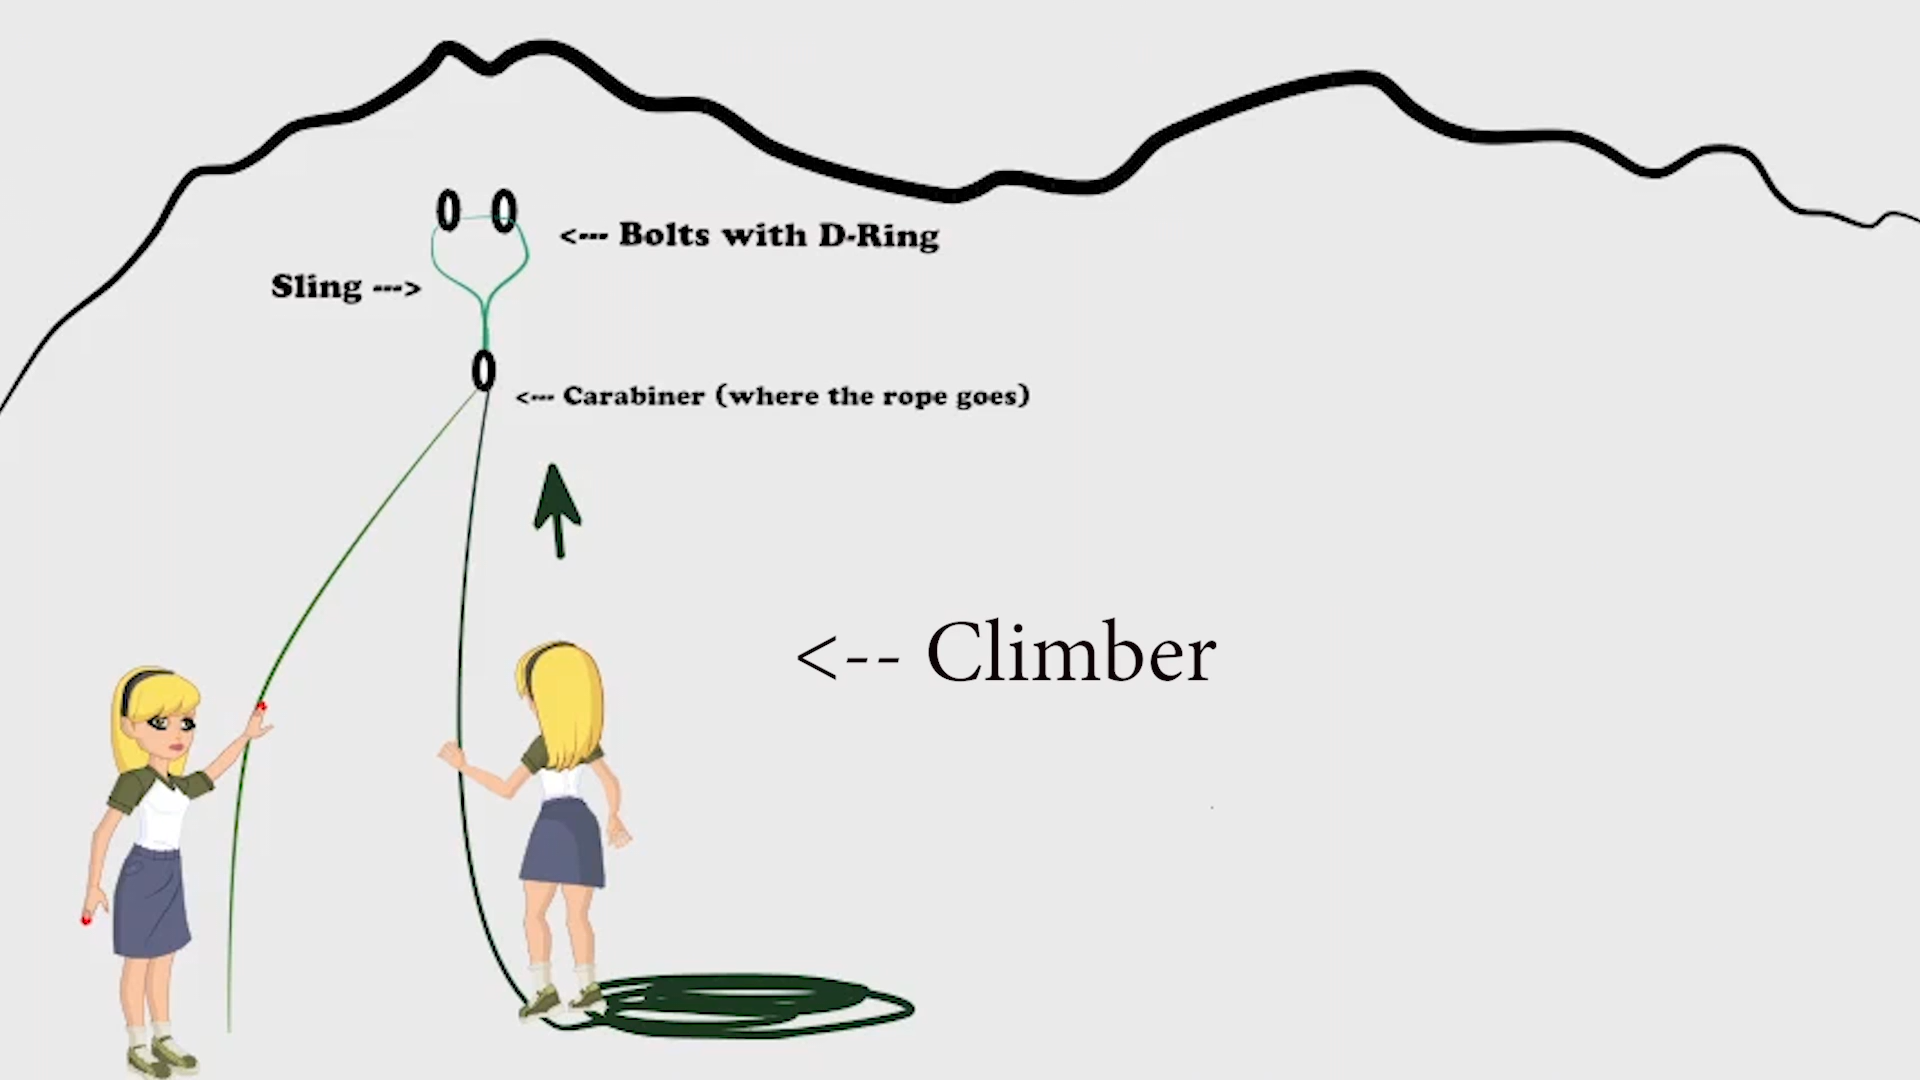 <--- Bolts with D-Ring
Sling --->
<--- Carabiner (where the rope goes)
<-- Climber